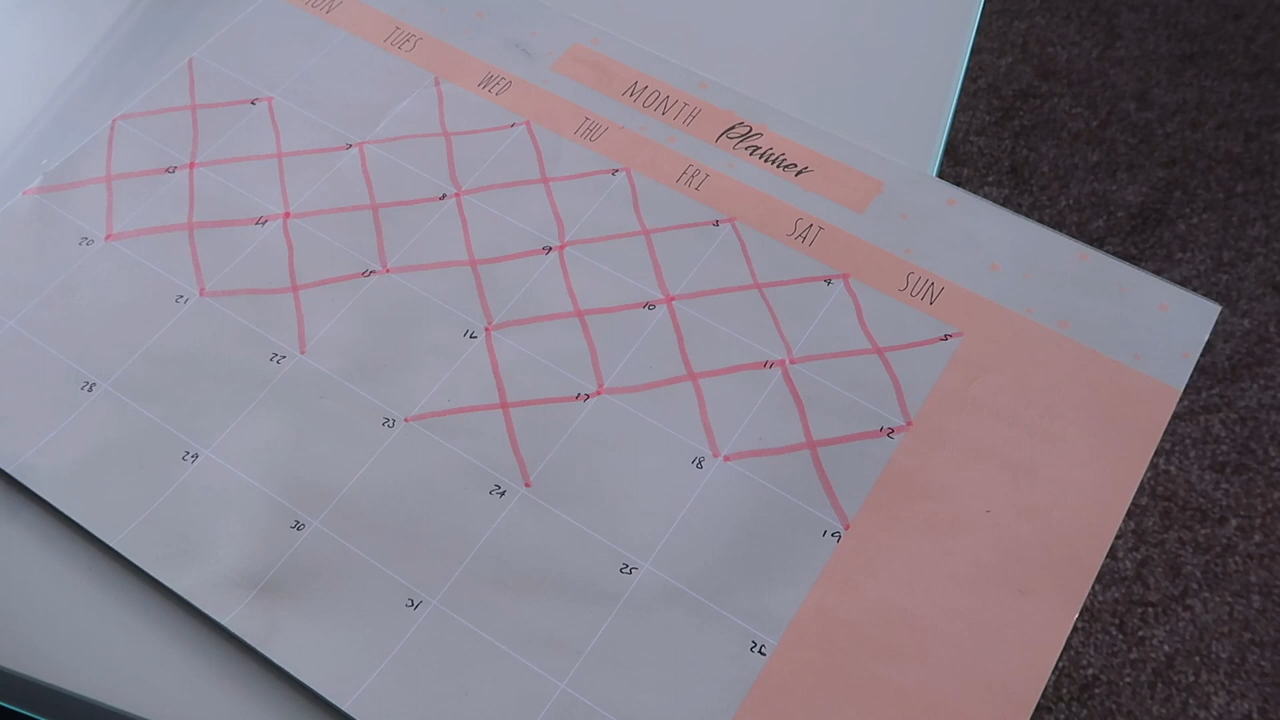 MONTH Planner
TUES WED THU FRI SAT SUN
1 2 3 4 5
6 7 8 9 10 11 12
13 14 15 16 17 18 19
20 21 22 23 24 25 26
28 29 30 31